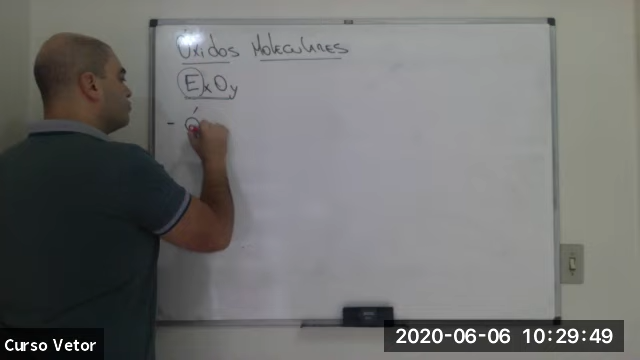 Óxidos Moleculares
ExOy
- Ó
Curso Vetor
2020-06-06 10:29:49